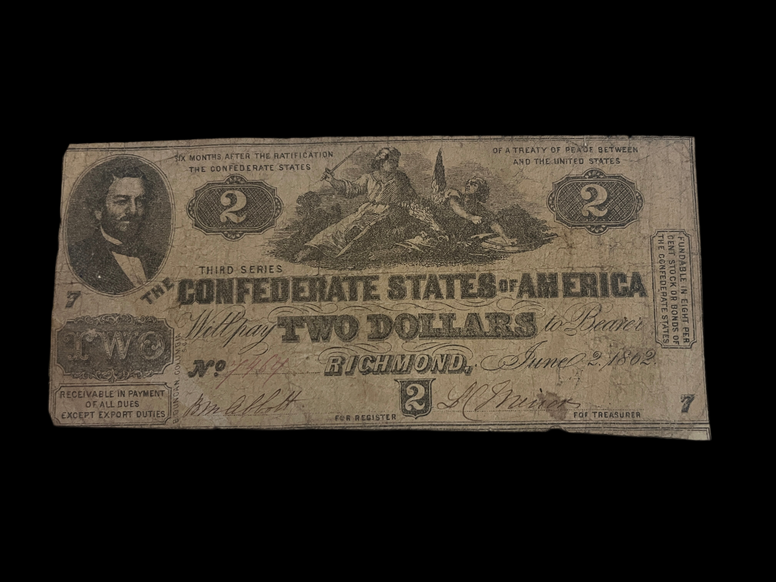 SIX MONTHS AFTER THE RATIFICATION
OF A TREATY OF PEACE BETWEEN
THE CONFEDERATE STATES
AND THE UNITED STATES
2
2
THIRD SERIES
THE CONFEDERATE STATES OF AMERICA
7
Will pay TWO DOLLARS to Bearer
TWO
No
RICHMOND, June 2, 1862
RECEIVABLE IN PAYMENT
OF ALL DUES
EXCEPT EXPORT DUTIES
2
FOR REGISTER
FOR TREASURER
7
FUNDABLE IN EIGHT PER
CENT STOCK OR BONDS OF
THE CONFEDERATE STATES